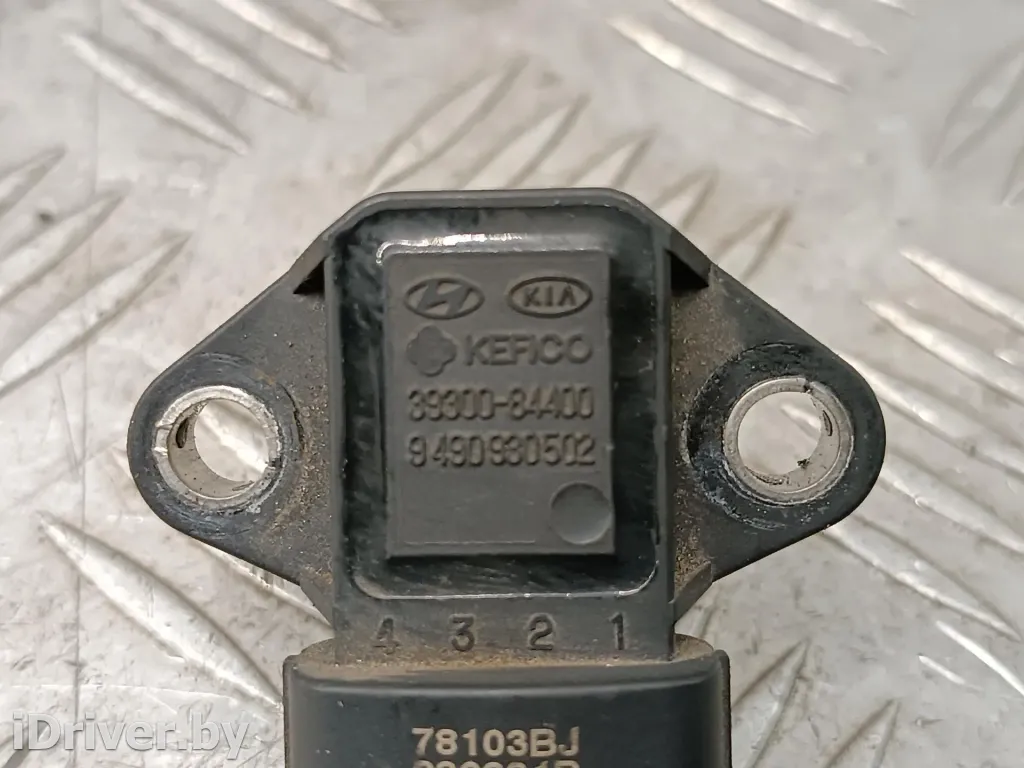 KIA
KEFICO
39300-84400
9490930502
4 3 2 1
78103BJ
iDriver.by